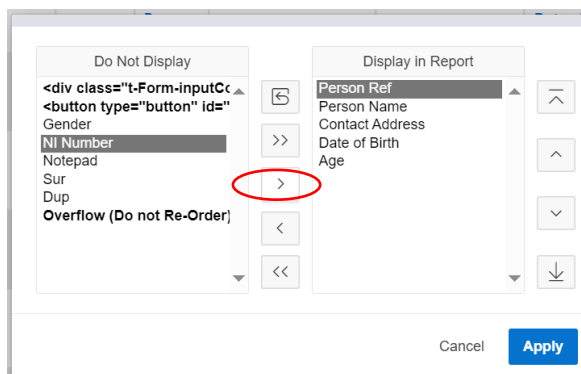 Do Not Display
<div class="t-Form-inputCo
<button type="button" id="
Gender
NI Number
Notepad
Sur
Dup
Overflow (Do not Re-Order)
>>
>
<
<<
Display in Report
Person Ref
Person Name
Contact Address
Date of Birth
Age
Cancel
Apply